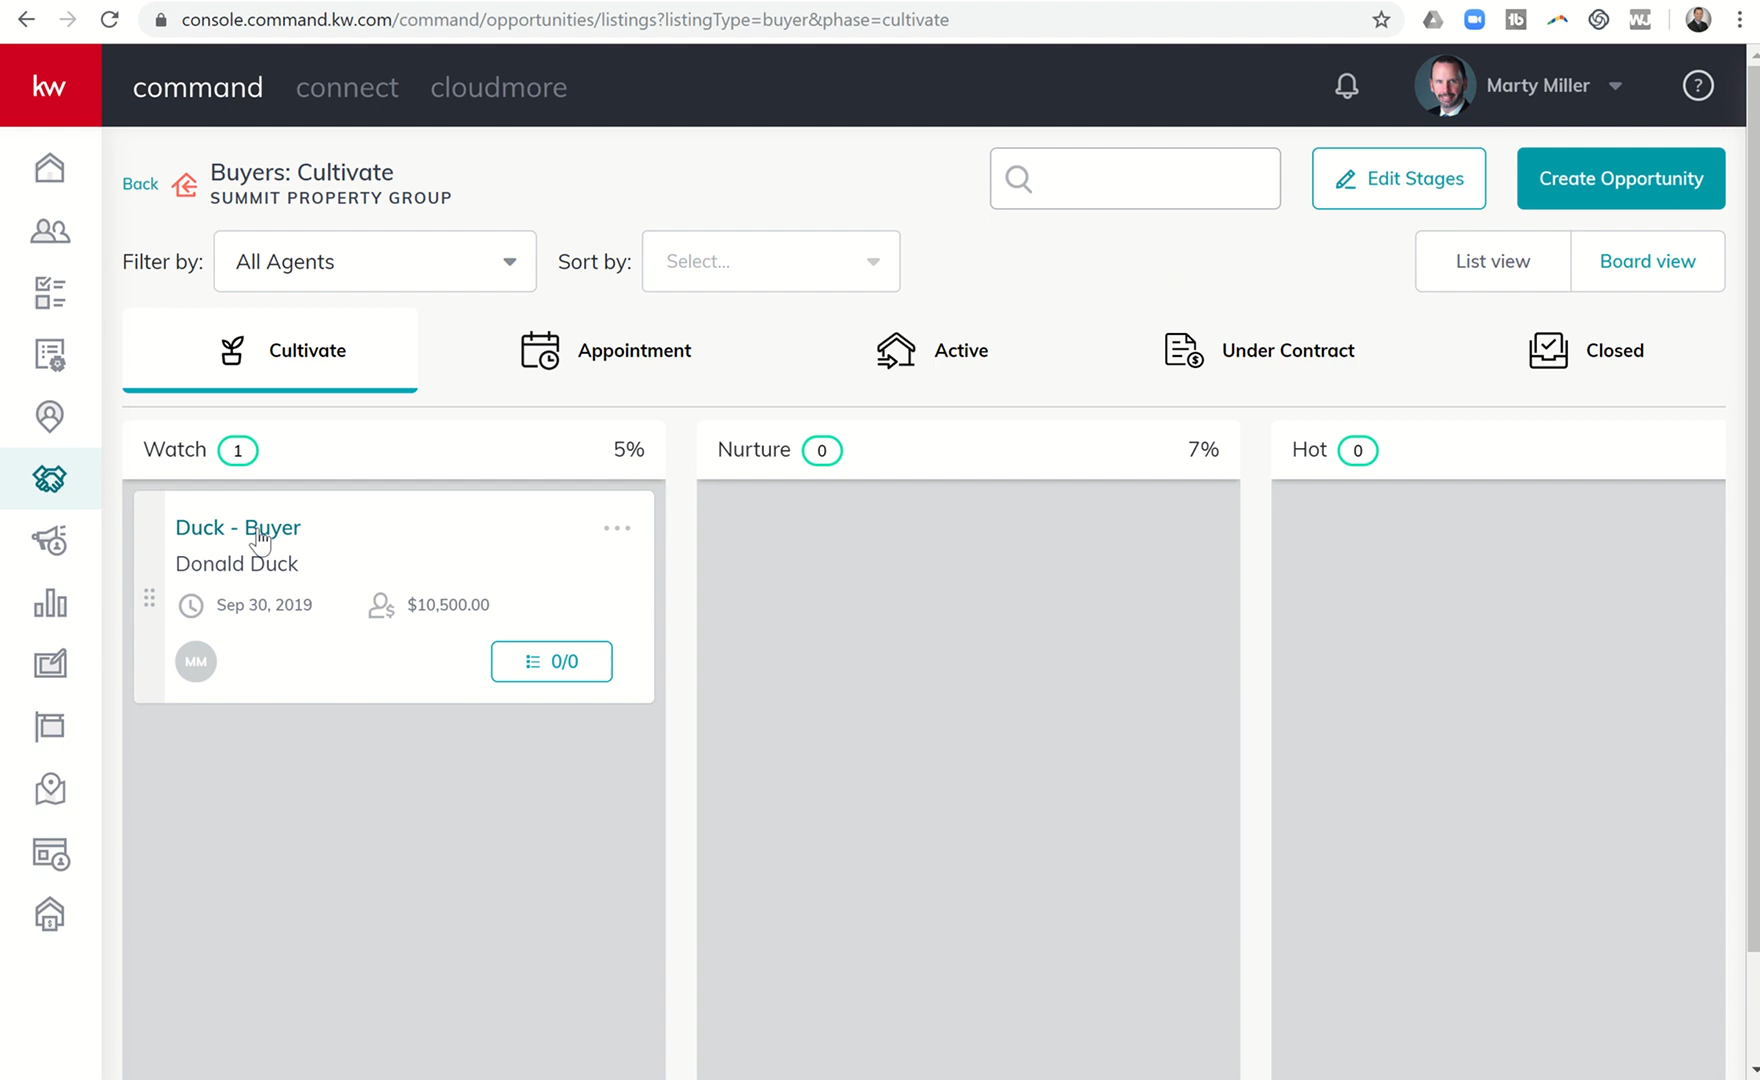 console.command.kw.com/command/opportunities/listings?listingType=buyer&phase=cultivate
kw
command
connect
cloudmore
Marty Miller
?
Back
Buyers: Cultivate
SUMMIT PROPERTY GROUP
Edit Stages
Create Opportunity
Filter by:
All Agents
Sort by:
Select...
List view
Board view
Cultivate
Appointment
Active
Under Contract
Closed
Watch 1 5%
Nurture 0 7%
Hot 0
Duck - Buyer
Donald Duck
Sep 30, 2019
$10,500.00
MM
0/0